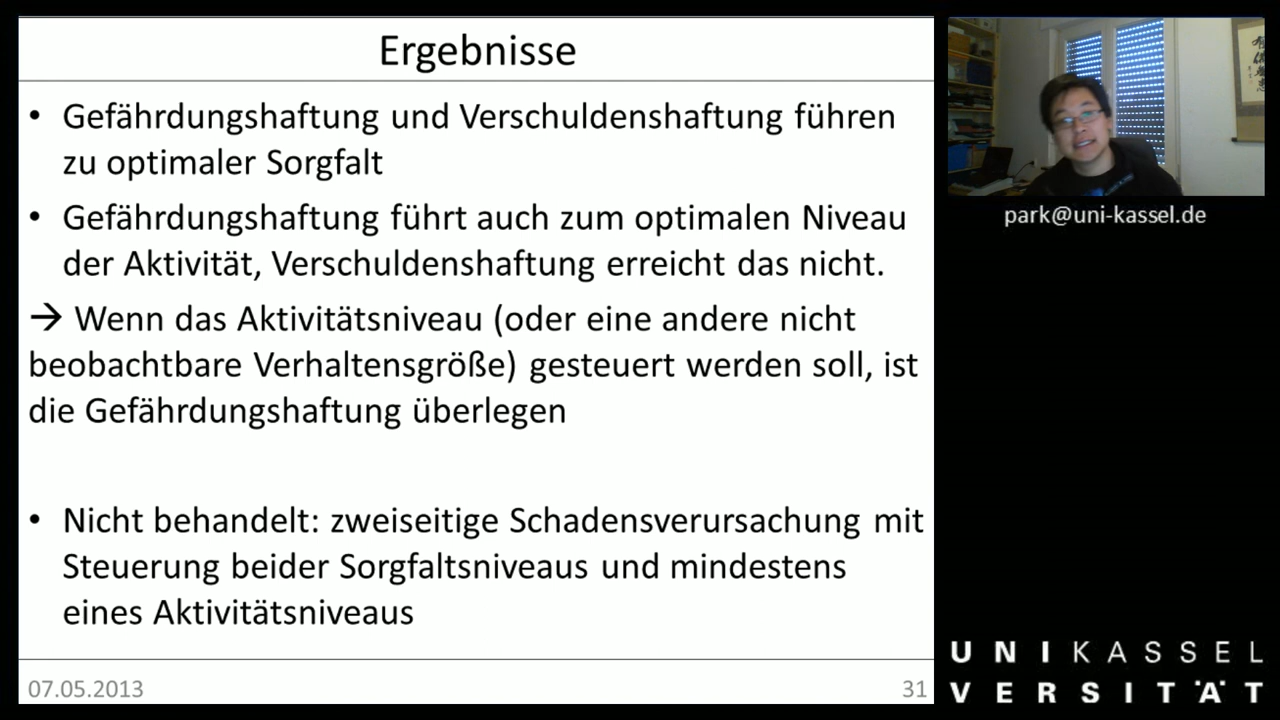 Ergebnisse
• Gefährdungshaftung und Verschuldenshaftung führen
zu optimaler Sorgfalt
• Gefährdungshaftung führt auch zum optimalen Niveau
der Aktivität, Verschuldenshaftung erreicht das nicht.
→ Wenn das Aktivitätsniveau (oder eine andere nicht
beobachtbare Verhaltensgröße) gesteuert werden soll, ist
die Gefährdungshaftung überlegen
• Nicht behandelt: zweiseitige Schadensverursachung mit
Steuerung beider Sorgfaltsniveaus und mindestens
eines Aktivitätsniveaus
07.05.2013
31
park@uni-kassel.de
UNIKASSEL
VERSITÄT